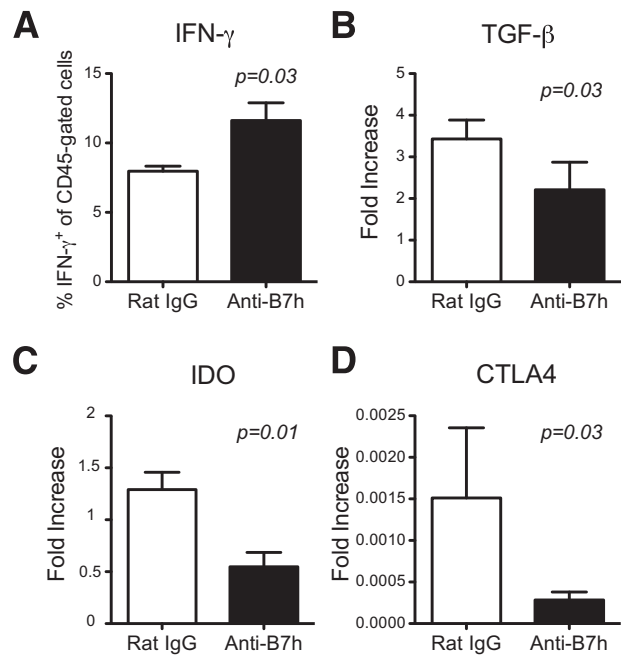 A
IFN-γ
% IFN-γ+ of CD45-gated cells
15
10
5
0
p=0.03
Rat IgG
Anti-B7h
B
TGF-β
Fold Increase
5
4
3
2
1
0
p=0.03
Rat IgG
Anti-B7h
C
IDO
Fold Increase
2
1.5
1
0.5
0
p=0.01
Rat IgG
Anti-B7h
D
CTLA4
Fold Increase
0.0025
0.0020
0.0015
0.0010
0.0005
0.0000
p=0.03
Rat IgG
Anti-B7h